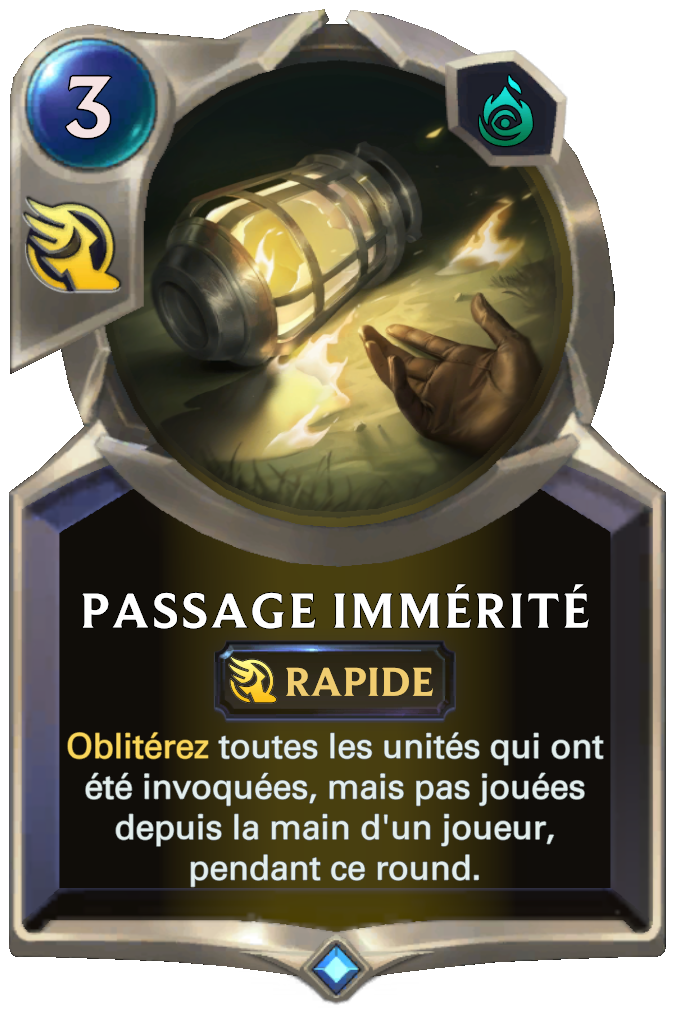 3
PASSAGE IMMÉRITÉ
RAPIDE
Oblitérez toutes les unités qui ont
été invoquées, mais pas jouées
depuis la main d'un joueur,
pendant ce round.